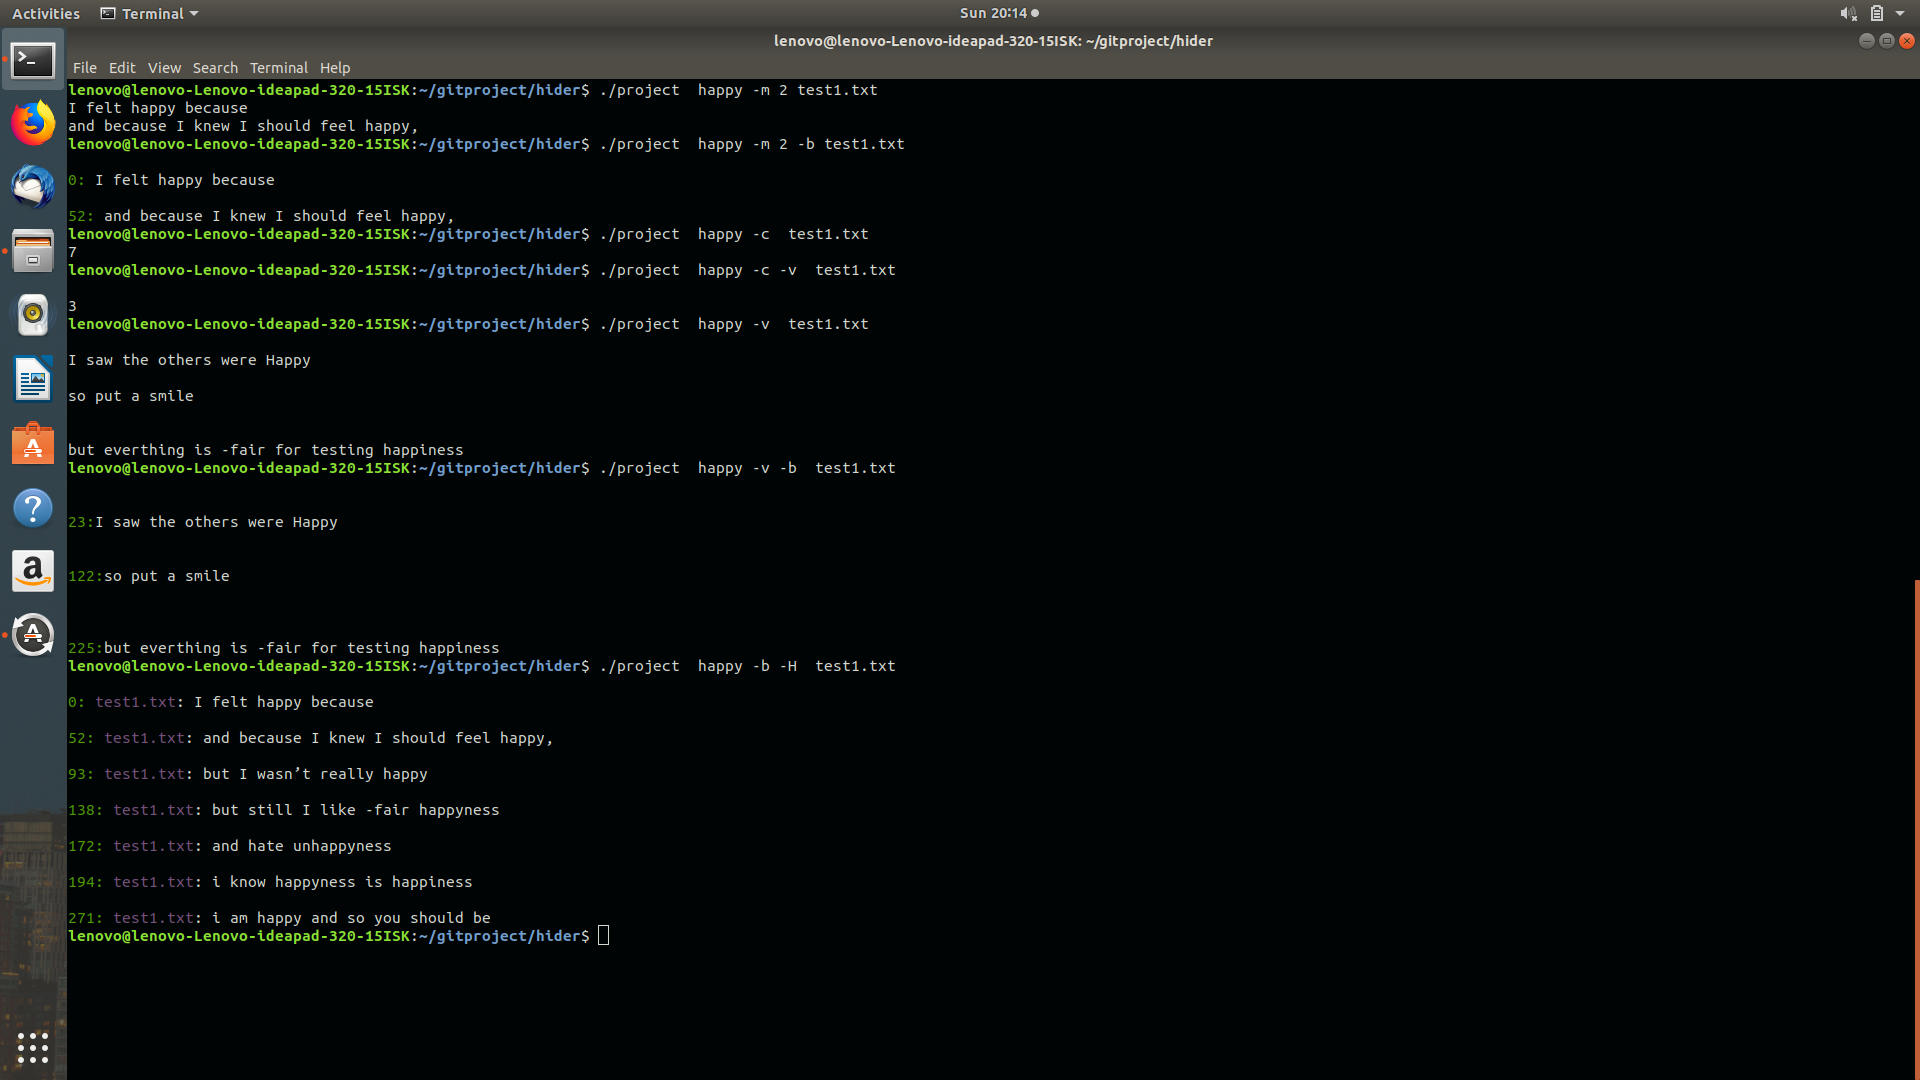 Activities Terminal Sun 20:14
lenovo@lenovo-Lenovo-ideapad-320-15ISK: ~/gitproject/hider
File Edit View Search Terminal Help
lenovo@lenovo-Lenovo-ideapad-320-15ISK:~/gitproject/hider$ ./project  happy -m 2 test1.txt
I felt happy because
and because I knew I should feel happy,
lenovo@lenovo-Lenovo-ideapad-320-15ISK:~/gitproject/hider$ ./project  happy -m 2 -b test1.txt
0: I felt happy because
52: and because I knew I should feel happy,
lenovo@lenovo-Lenovo-ideapad-320-15ISK:~/gitproject/hider$ ./project  happy -c  test1.txt
7
lenovo@lenovo-Lenovo-ideapad-320-15ISK:~/gitproject/hider$ ./project  happy -c -v  test1.txt
3
lenovo@lenovo-Lenovo-ideapad-320-15ISK:~/gitproject/hider$ ./project  happy -v  test1.txt
I saw the others were Happy
so put a smile
but everthing is -fair for testing happiness
lenovo@lenovo-Lenovo-ideapad-320-15ISK:~/gitproject/hider$ ./project  happy -v -b  test1.txt
23:I saw the others were Happy
122:so put a smile
225:but everthing is -fair for testing happiness
lenovo@lenovo-Lenovo-ideapad-320-15ISK:~/gitproject/hider$ ./project  happy -b -H  test1.txt
0: test1.txt: I felt happy because
52: test1.txt: and because I knew I should feel happy,
93: test1.txt: but I wasn’t really happy
138: test1.txt: but still I like -fair happyness
172: test1.txt: and hate unhappyness
194: test1.txt: i know happyness is happiness
271: test1.txt: i am happy and so you should be
lenovo@lenovo-Lenovo-ideapad-320-15ISK:~/gitproject/hider$